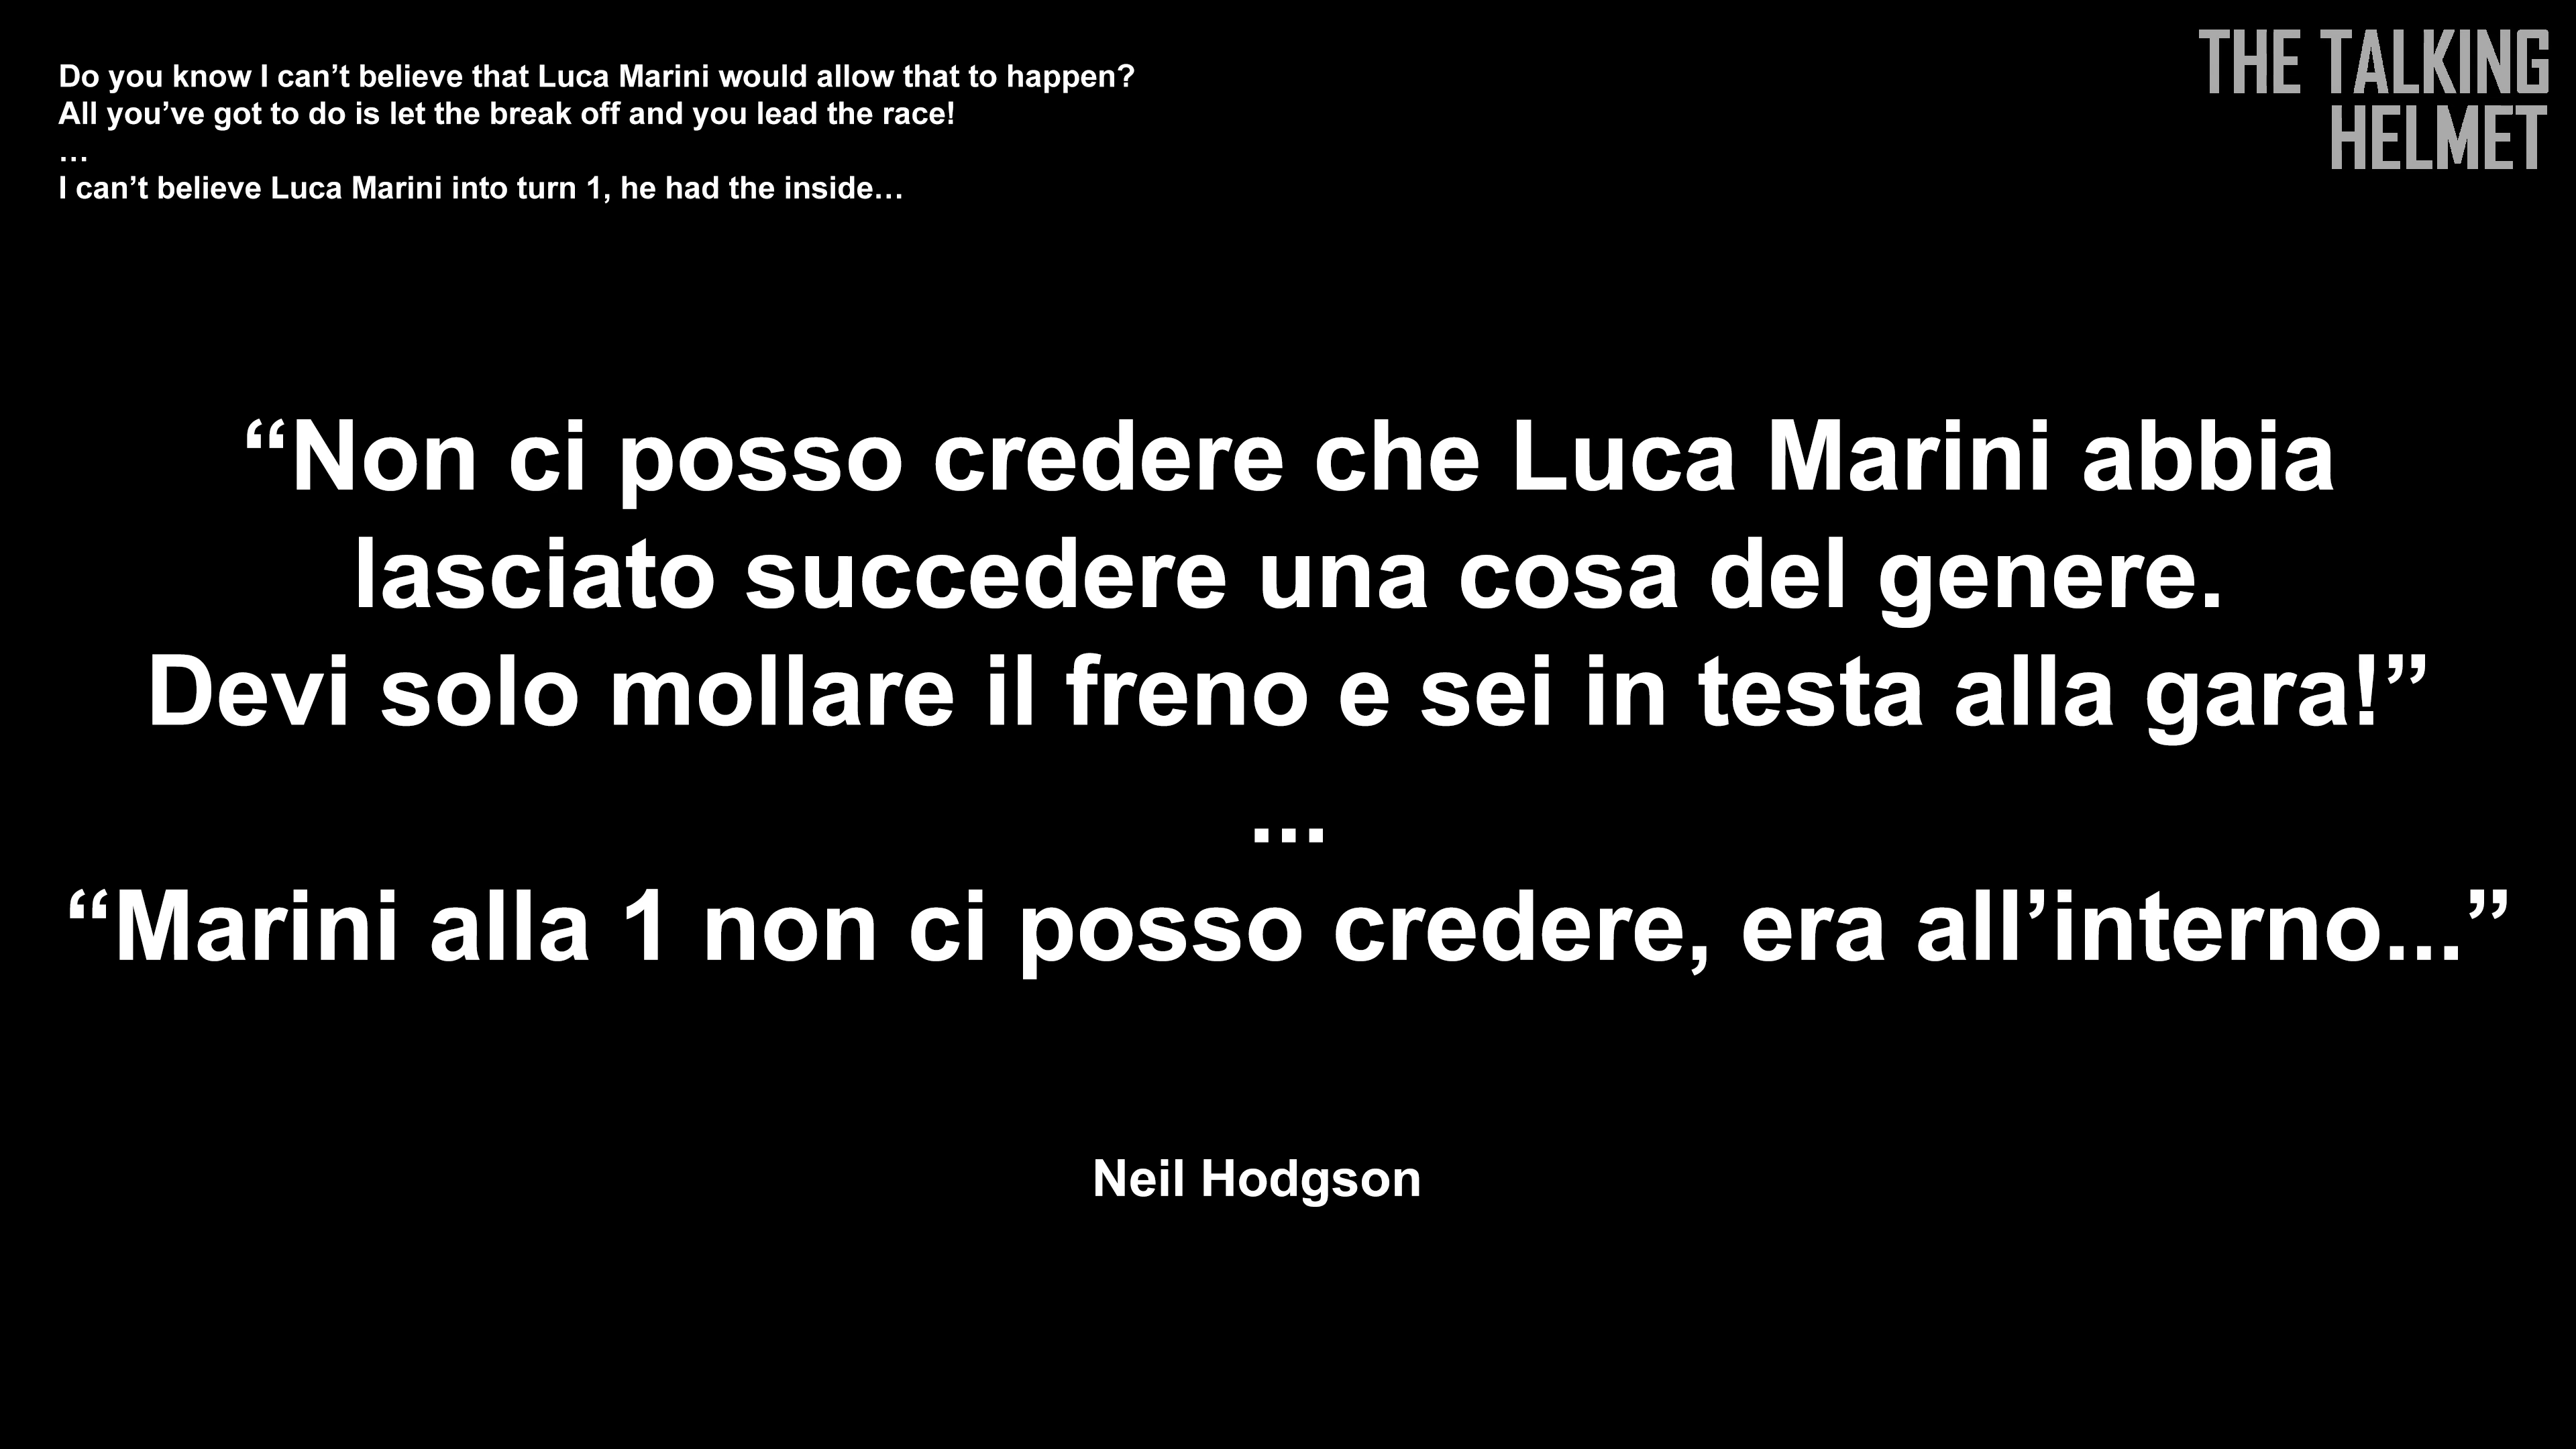 Do you know I can’t believe that Luca Marini would allow that to happen?
All you’ve got to do is let the break off and you lead the race!
…
I can’t believe Luca Marini into turn 1, he had the inside…
THE TALKING
HELMET
“Non ci posso credere che Luca Marini abbia
lasciato succedere una cosa del genere.
Devi solo mollare il freno e sei in testa alla gara!”
...
“Marini alla 1 non ci posso credere, era all’interno...”
Neil Hodgson